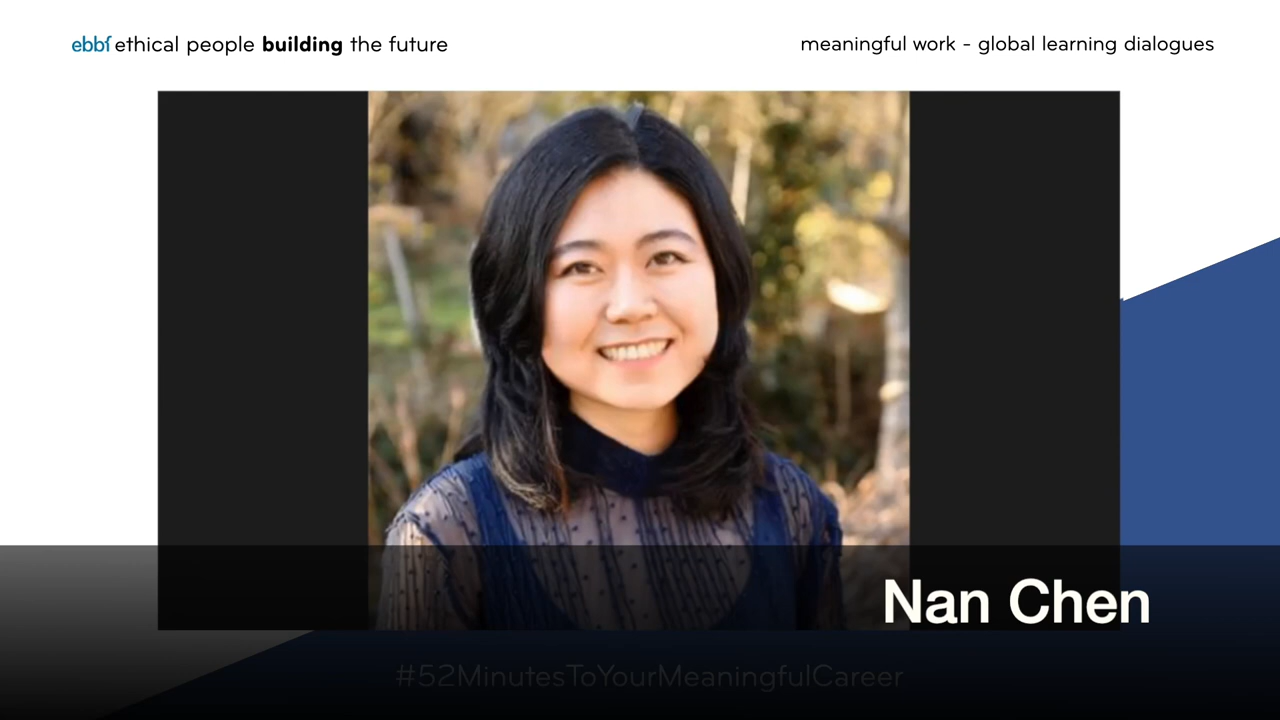 ebbf ethical people building the future
meaningful work - global learning dialogues
Nan Chen
#52MinutesToYourMeaningfulCareer